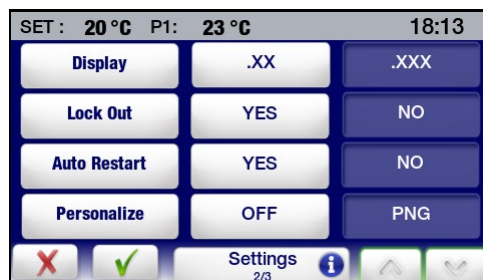 SET : 20 °C P1: 23 °C 18:13
Display .XX .XXX
Lock Out YES NO
Auto Restart YES NO
Personalize OFF PNG
Settings
2/3